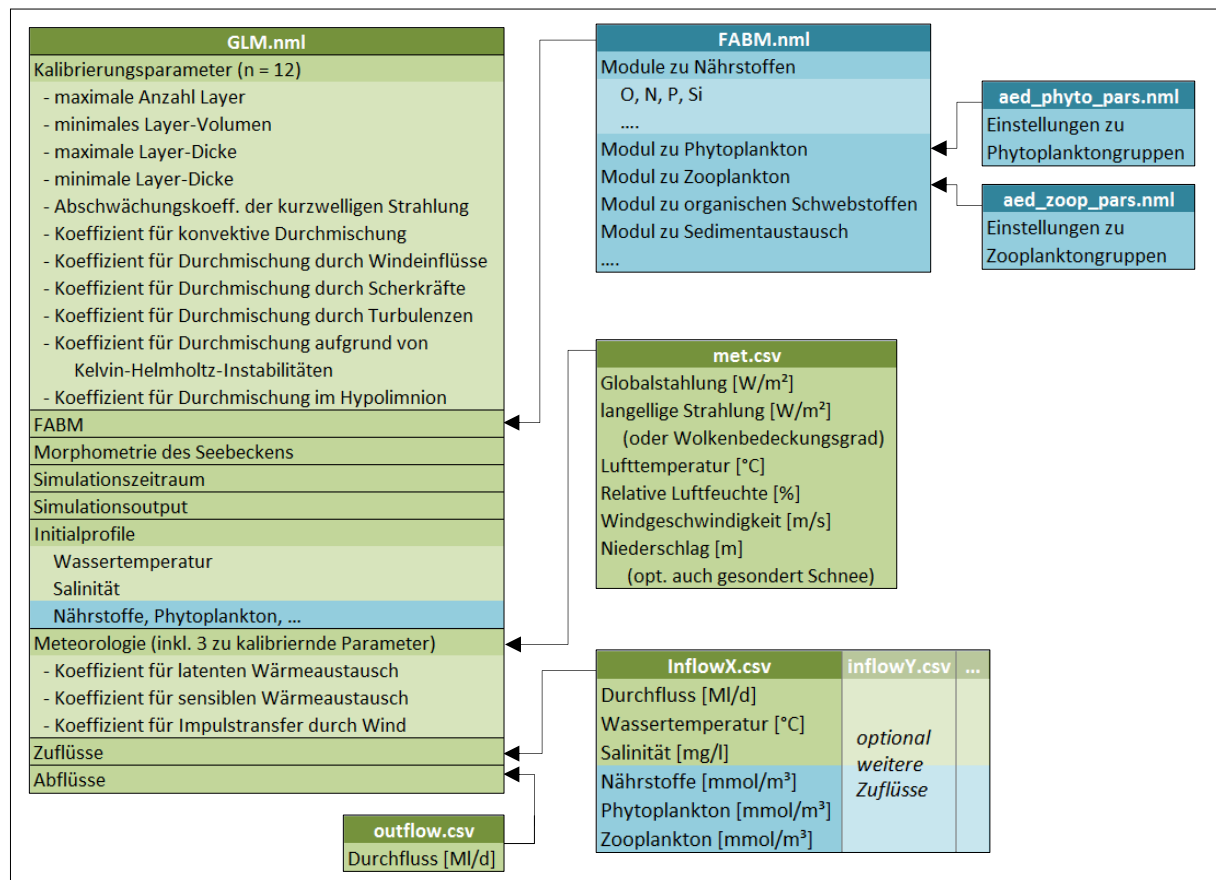 GLM.nml
Kalibrierungsparameter (n = 12)
- maximale Anzahl Layer
- minimales Layer-Volumen
- maximale Layer-Dicke
- minimale Layer-Dicke
- Abschwächungskoeff. der kurzwelligen Strahlung
- Koeffizient für konvektive Durchmischung
- Koeffizient für Durchmischung durch Windeinflüsse
- Koeffizient für Durchmischung durch Scherkräfte
- Koeffizient für Durchmischung durch Turbulenzen
- Koeffizient für Durchmischung aufgrund von
Kelvin-Helmholtz-Instabilitäten
- Koeffizient für Durchmischung im Hypolimnion
FABM
Morphometrie des Seebeckens
Simulationszeitraum
Simulationsoutput
Initialprofile
Wassertemperatur
Salinität
Nährstoffe, Phytoplankton, ...
Meteorologie (inkl. 3 zu kalibriernde Parameter)
- Koeffizient für latenten Wärmeaustausch
- Koeffizient für sensiblen Wärmeaustausch
- Koeffizient für Impulstransfer durch Wind
Zuflüsse
Abflüsse
outflow.csv
Durchfluss [Ml/d]
FABM.nml
Module zu Nährstoffen
O, N, P, Si
....
Modul zu Phytoplankton
Modul zu Zooplankton
Modul zu organischen Schwebstoffen
Modul zu Sedimentaustausch
....
aed_phyto_pars.nml
Einstellungen zu
Phytoplanktongruppen
aed_zoop_pars.nml
Einstellungen zu
Zooplanktongruppen
met.csv
Globalstahlung [W/m²]
langellige Strahlung [W/m²]
(oder Wolkenbedeckungsgrad)
Lufttemperatur [°C]
Relative Luftfeuchte [%]
Windgeschwindigkeit [m/s]
Niederschlag [m]
(opt. auch gesondert Schnee)
InflowX.csv
Durchfluss [Ml/d]
Wassertemperatur [°C]
Salinität [mg/l]
Nährstoffe [mmol/m³]
Phytoplankton [mmol/m³]
Zooplankton [mmol/m³]
inflowY.csv
...
optional
weitere
Zuflüsse